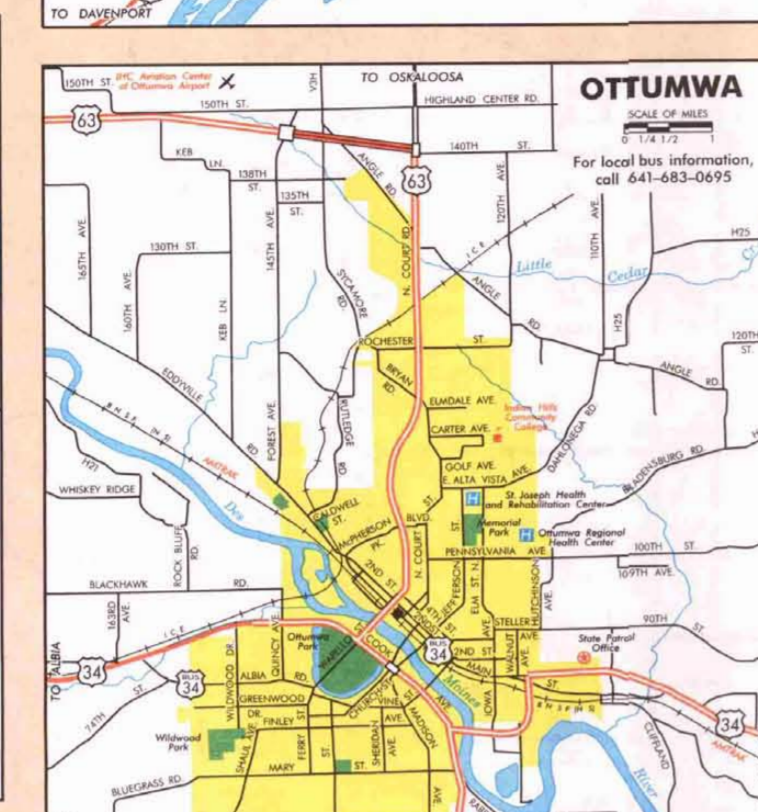 TO DAVENPORT
OTTUMWA
SCALE OF MILES
0 1/4 1/2 1
For local bus information,
call 641-683-0695
TO OSKALOOSA
150TH ST.
IHC Aviation Center
of Ottumwa Airport
150TH ST.
V3H
HIGHLAND CENTER RD.
63
KEB
LN.
138TH
ST.
135TH
ST.
ANGLE RD.
63
140TH ST.
120TH AVE.
110TH AVE.
165TH AVE.
130TH ST.
160TH AVE.
145TH AVE.
KEB LN.
SYCAMORE
RD.
N. COURT RD.
I C E
Little
Cedar
H25
H25
ANGLE
RD.
ROCHESTER ST.
120TH
ST.
ANGLE
RD.
EDDYVILLE
RD.
BRYAN
RD.
ELMDALE AVE.
CARTER AVE.
Indian Hills
Community
College
DAHLONEGA RD.
FOREST AVE.
RUTLEDGE
RD.
BNSF
AMTRAK
GOLF AVE.
E. ALTA VISTA AVE.
BLADENSBURG RD.
H21
WHISKEY RIDGE
Des
CALDWELL
ST.
McPHERSON
PK.
BLVD.
ST.
ST.
H
St. Joseph Health
and Rehabilitation Center
Memorial
Park
H
Ottumwa Regional
Health Center
PENNSYLVANIA AVE.
100TH ST.
109TH AVE.
ROCK BLUFF
RD.
2ND ST.
N. COURT
JEFFERSON
ELM ST. N.
HUTCHINSON
AVE.
BLACKHAWK RD.
163RD
AVE.
I C E
4TH
ST.
STELLER
AVE.
90TH
ST.
QUINCY AVE.
Ottumwa
Park
WAPELLO ST.
COOK
BUS.
34
2ND ST.
MAIN
ST.
WALNUT
AVE.
State Patrol
Office
TO ALBIA
34
BUS.
34
WILDWOOD DR.
ALBIA RD.
GREENWOOD
DR.
CHURCH ST.
Moines
IOWA
AVE.
BNSF
74TH ST.
FINLEY
ST.
VINE
AVE.
MADISON
AVE.
34
AMTRAK
Wildwood
Park
SHAUL AVE.
FERRY
ST.
SHERIDAN
AVE.
CLIFFLAND
River
MARY ST.
BLUEGRASS RD.
AVE.